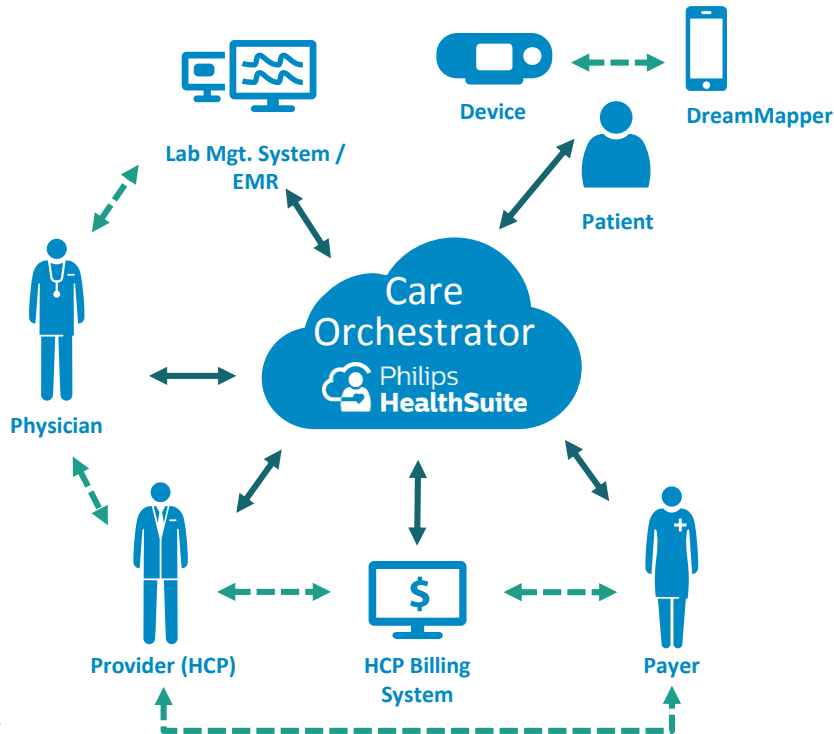 Device
DreamMapper
Lab Mgt. System /
EMR
Patient
Care
Orchestrator
Philips
HealthSuite
Physician
$
Provider (HCP)
HCP Billing
System
Payer